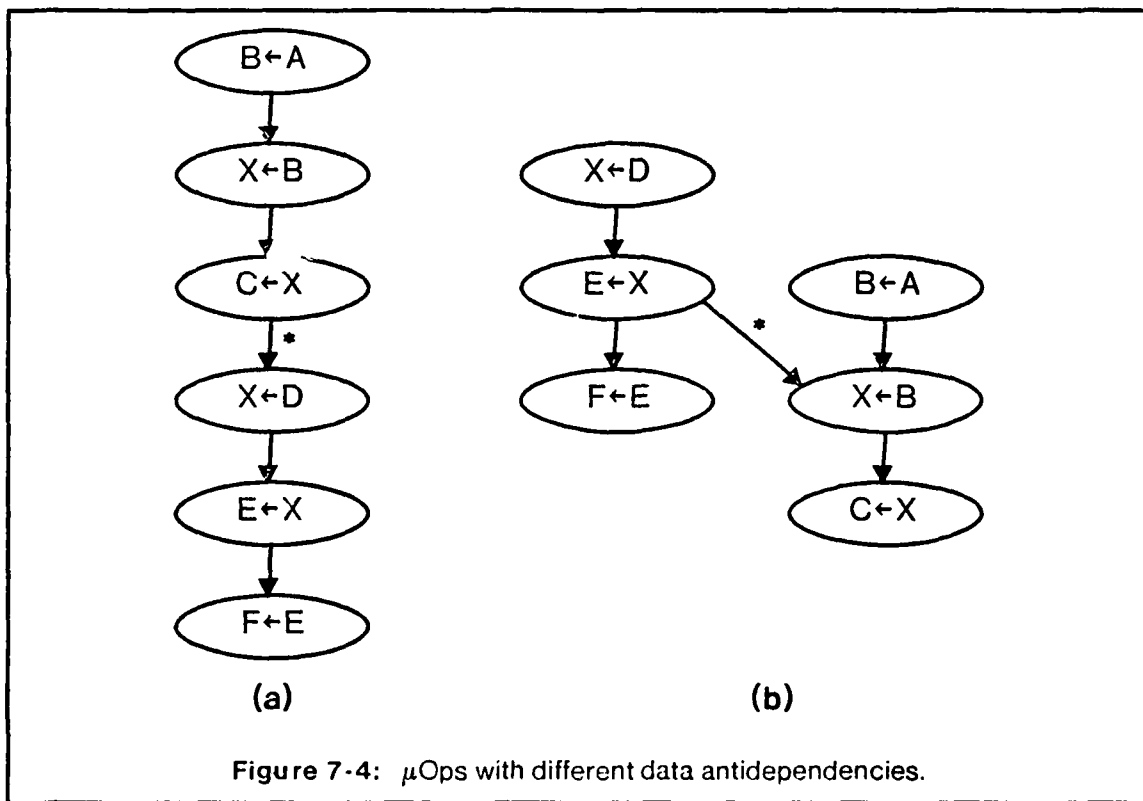 B←A
X←B
C←X
*
X←D
E←X
F←E
(a)
X←D
E←X
*
F←E
B←A
X←B
C←X
(b)
Figure 7-4: μOps with different data antidependencies.